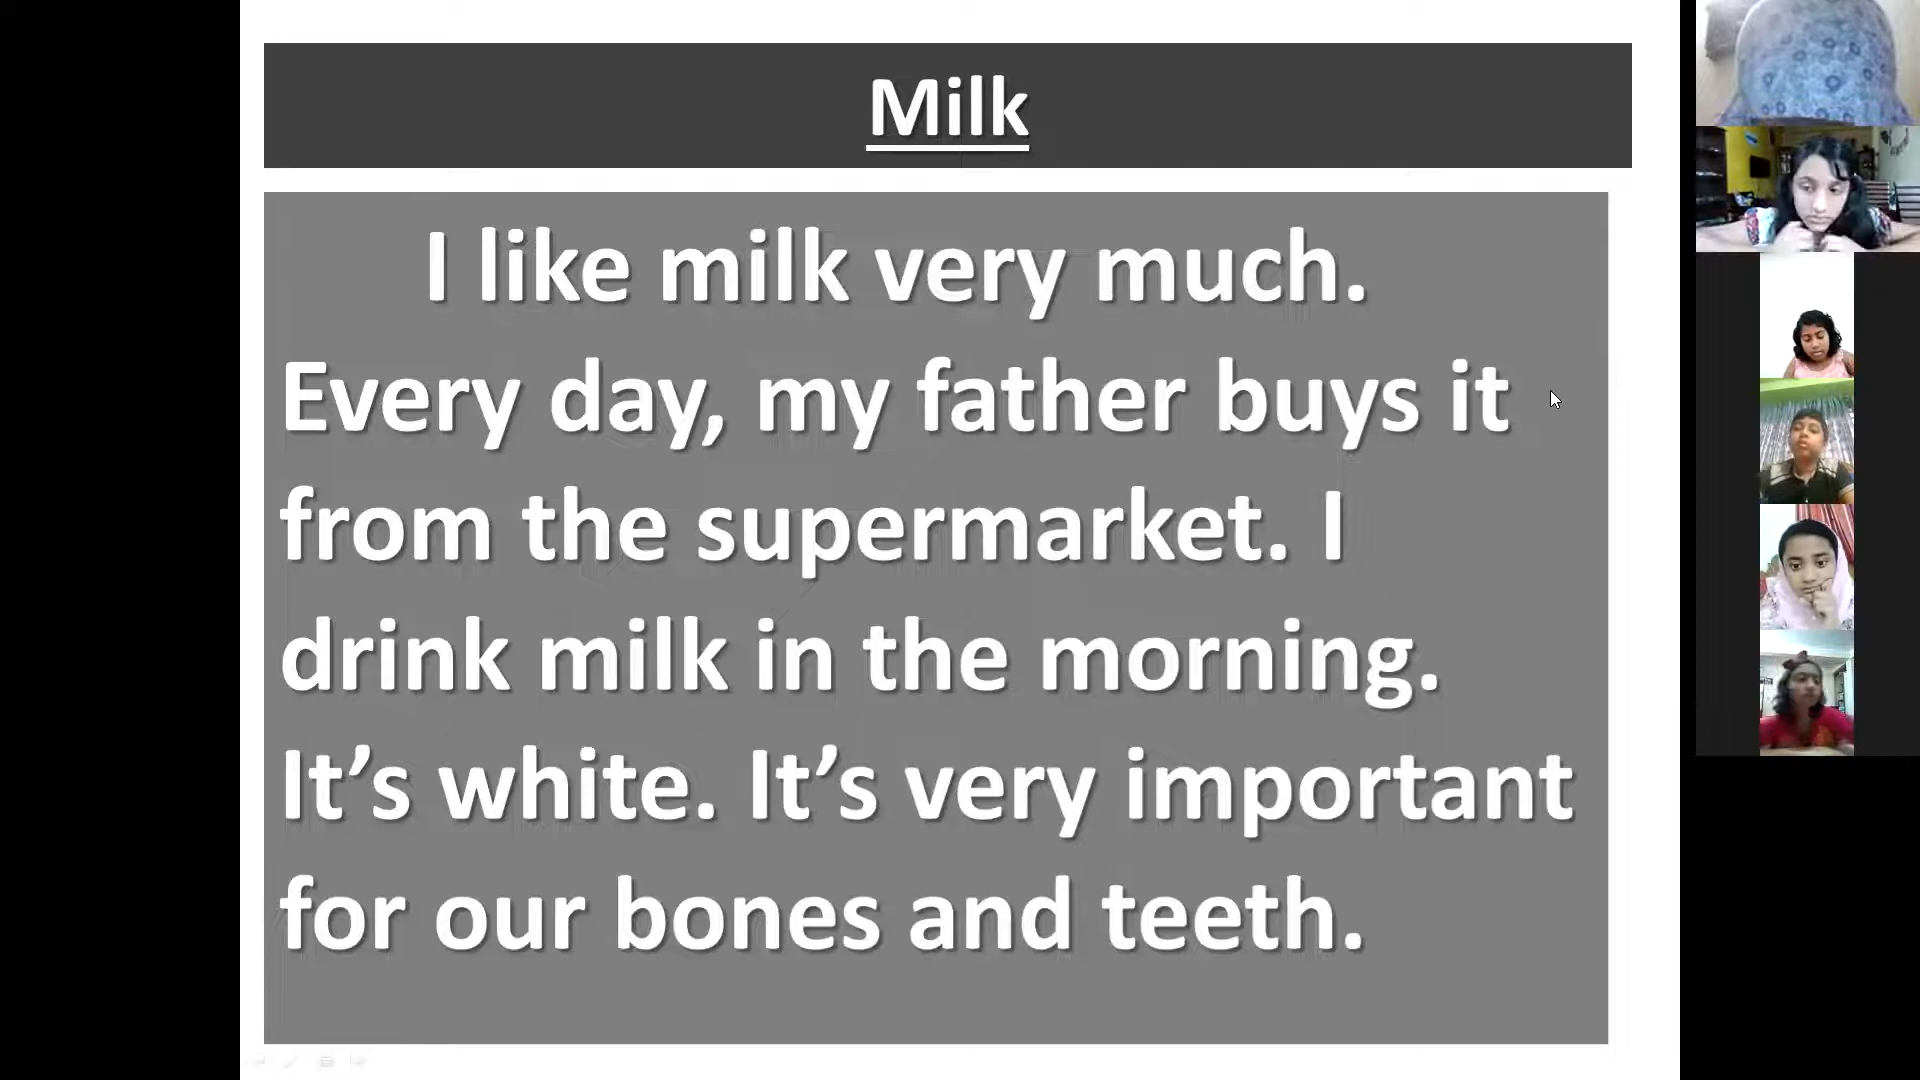 Milk
I like milk very much.
Every day, my father buys it
from the supermarket. I
drink milk in the morning.
It’s white. It’s very important
for our bones and teeth.